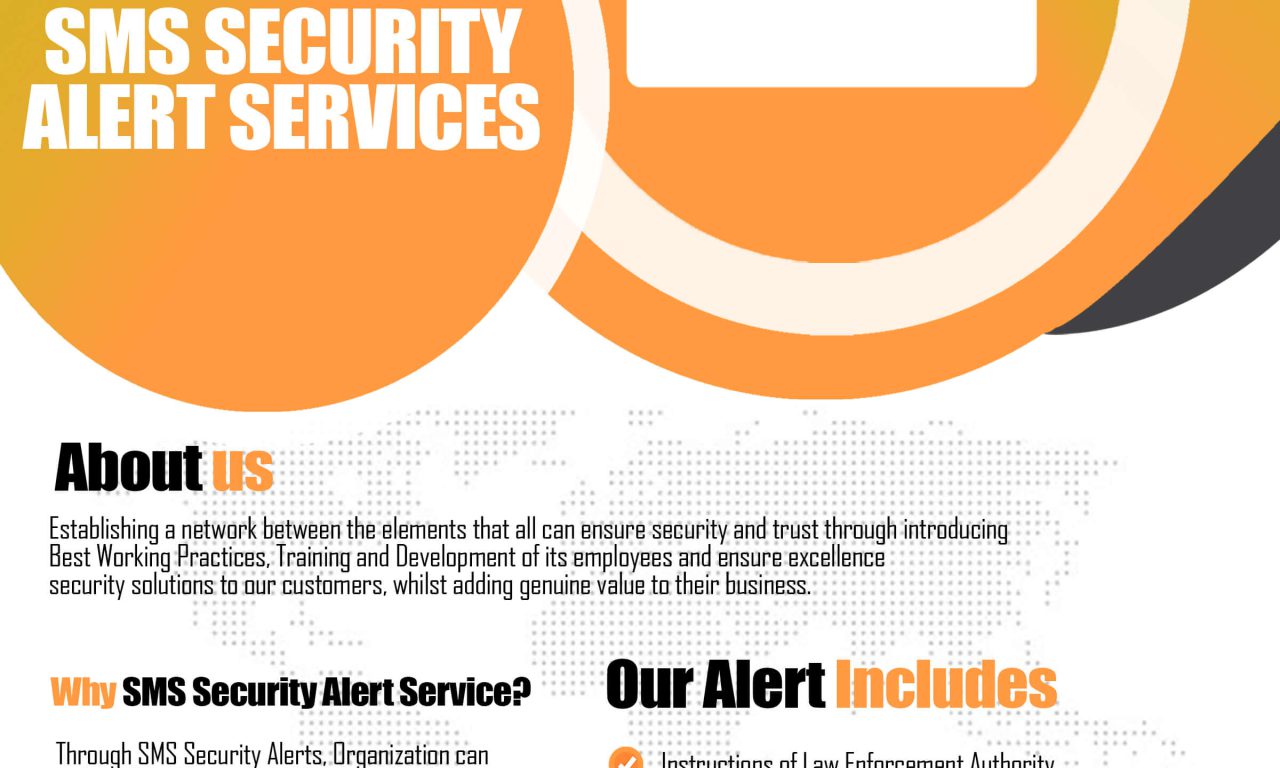 SMS SECURITY
ALERT SERVICES
About us
Establishing a network between the elements that all can ensure security and trust through introducing
Best Working Practices, Training and Development of its employees and ensure excellence
security solutions to our customers, whilst adding genuine value to their business.
Why SMS Security Alert Service?
Through SMS Security Alerts, Organization can
Our Alert Includes
Instructions of Law Enforcement Authority